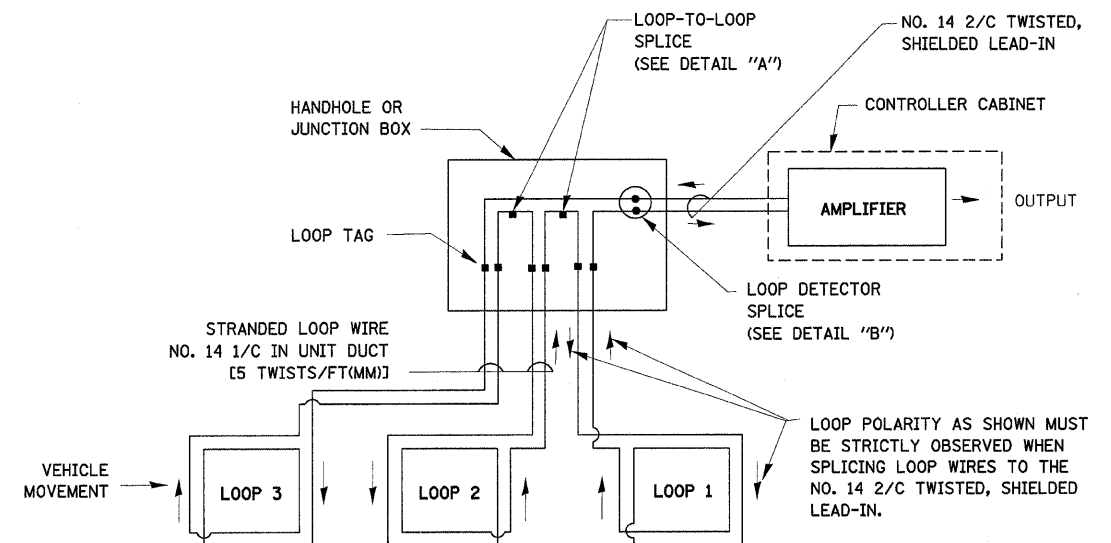 LOOP-TO-LOOP
SPLICE
(SEE DETAIL "A")
NO. 14 2/C TWISTED,
SHIELDED LEAD-IN
HANDHOLE OR
JUNCTION BOX
CONTROLLER CABINET
AMPLIFIER
OUTPUT
LOOP TAG
LOOP DETECTOR
SPLICE
(SEE DETAIL "B")
STRANDED LOOP WIRE
NO. 14 1/C IN UNIT DUCT
[5 TWISTS/FT(MM)]
LOOP POLARITY AS SHOWN MUST
BE STRICTLY OBSERVED WHEN
SPLICING LOOP WIRES TO THE
NO. 14 2/C TWISTED, SHIELDED
LEAD-IN.
VEHICLE
MOVEMENT
LOOP 3
LOOP 2
LOOP 1